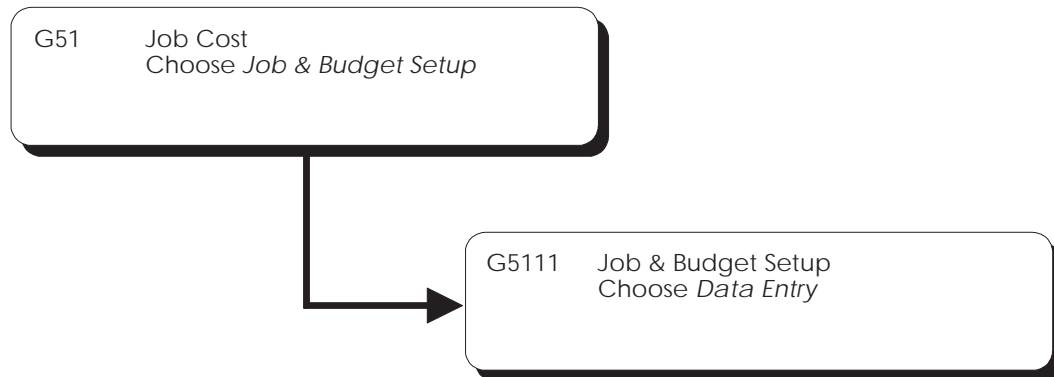 G51 Job Cost
Choose Job & Budget Setup
G5111 Job & Budget Setup
Choose Data Entry